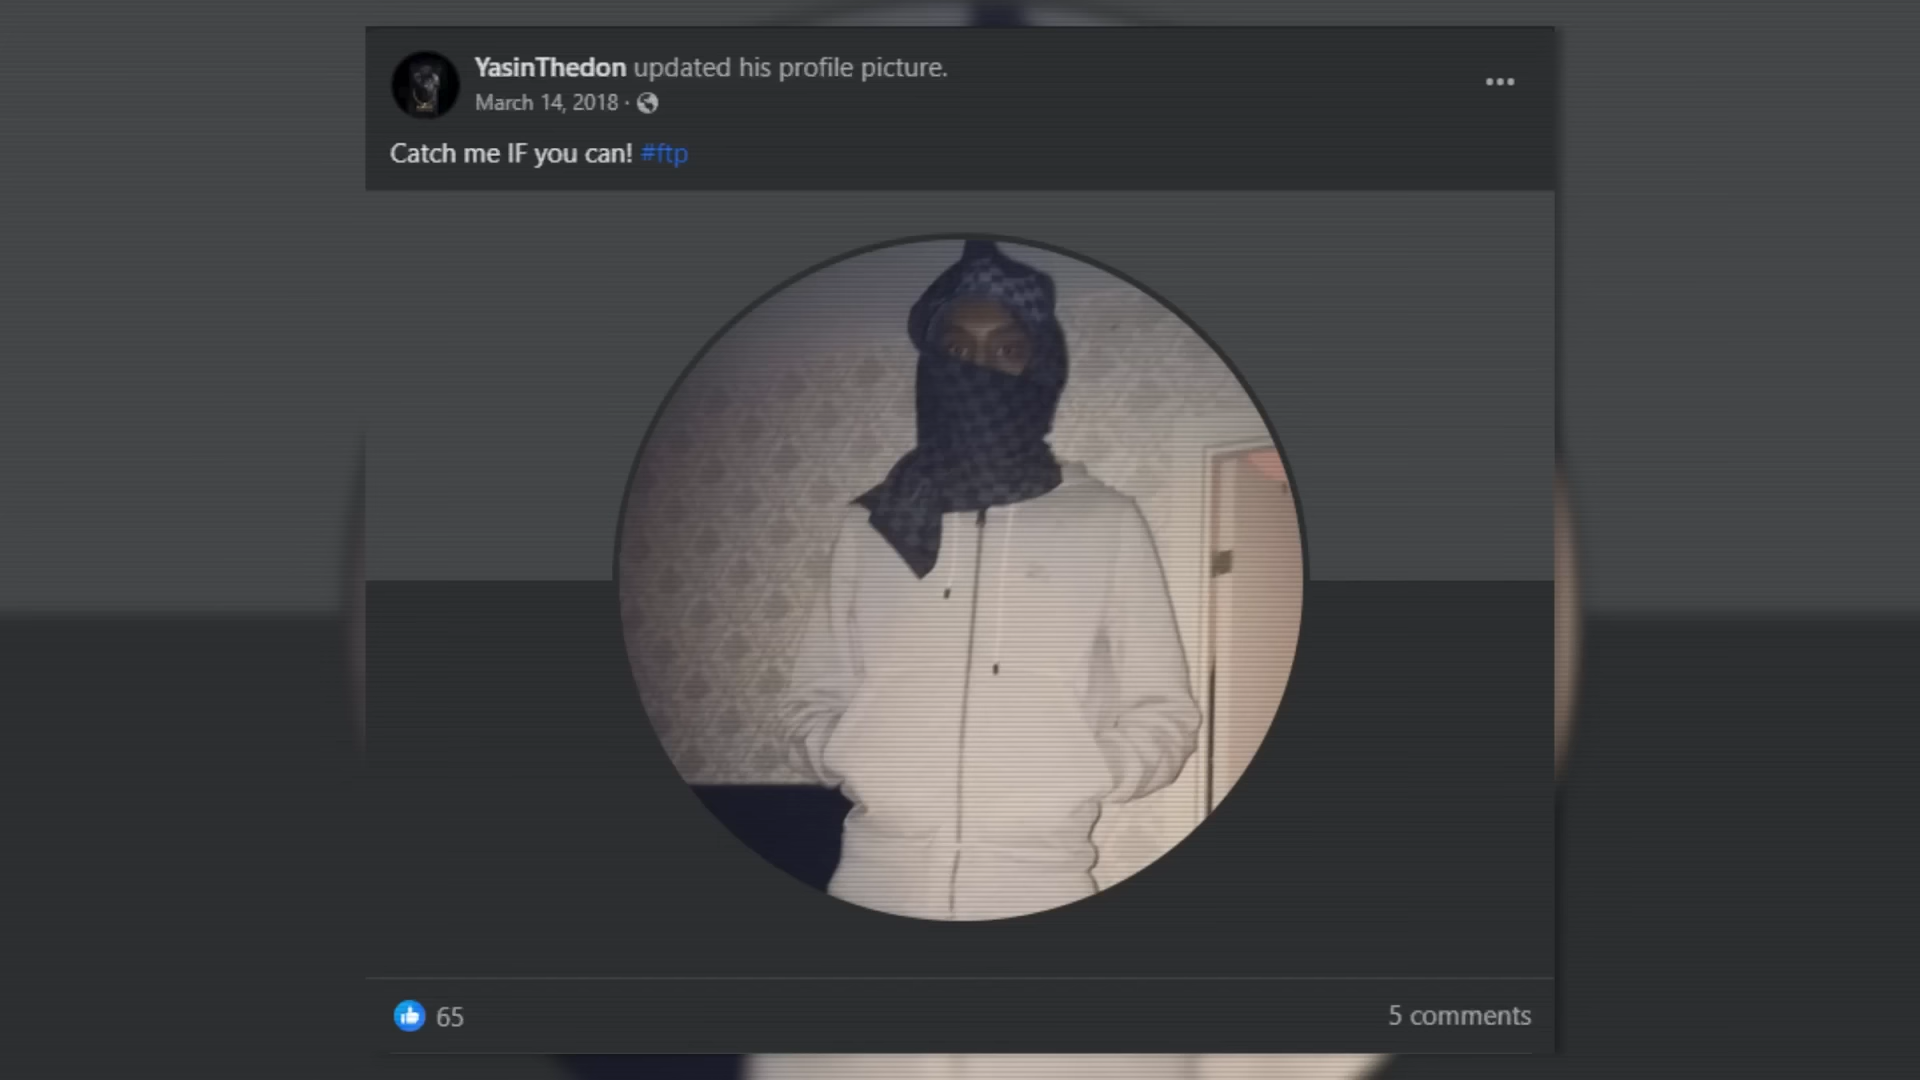 YasinThedon updated his profile picture.
March 14, 2018 ·
Catch me IF you can! #ftp
65
5 comments